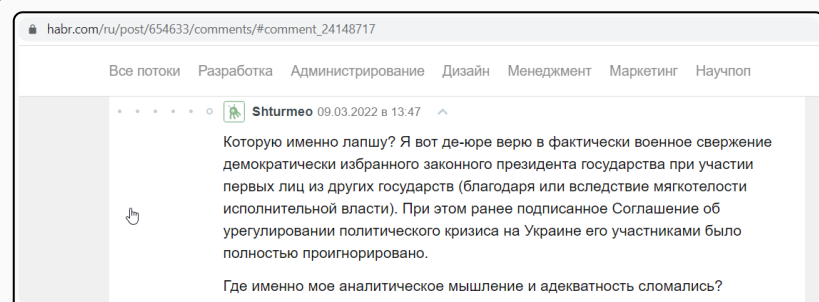 habr.com/ru/post/654633/comments/#comment_24148717
Все потоки Разработка Администрирование Дизайн Менеджмент Маркетинг Научпоп
Shturmeo 09.03.2022 в 13:47
Которую именно лапшу? Я вот де-юре верю в фактически военное свержение
демократически избранного законного президента государства при участии
первых лиц из других государств (благодаря или вследствие мягкотелости
исполнительной власти). При этом ранее подписанное Соглашение об
урегулировании политического кризиса на Украине его участниками было
полностью проигнорировано.
Где именно мое аналитическое мышление и адекватность сломались?